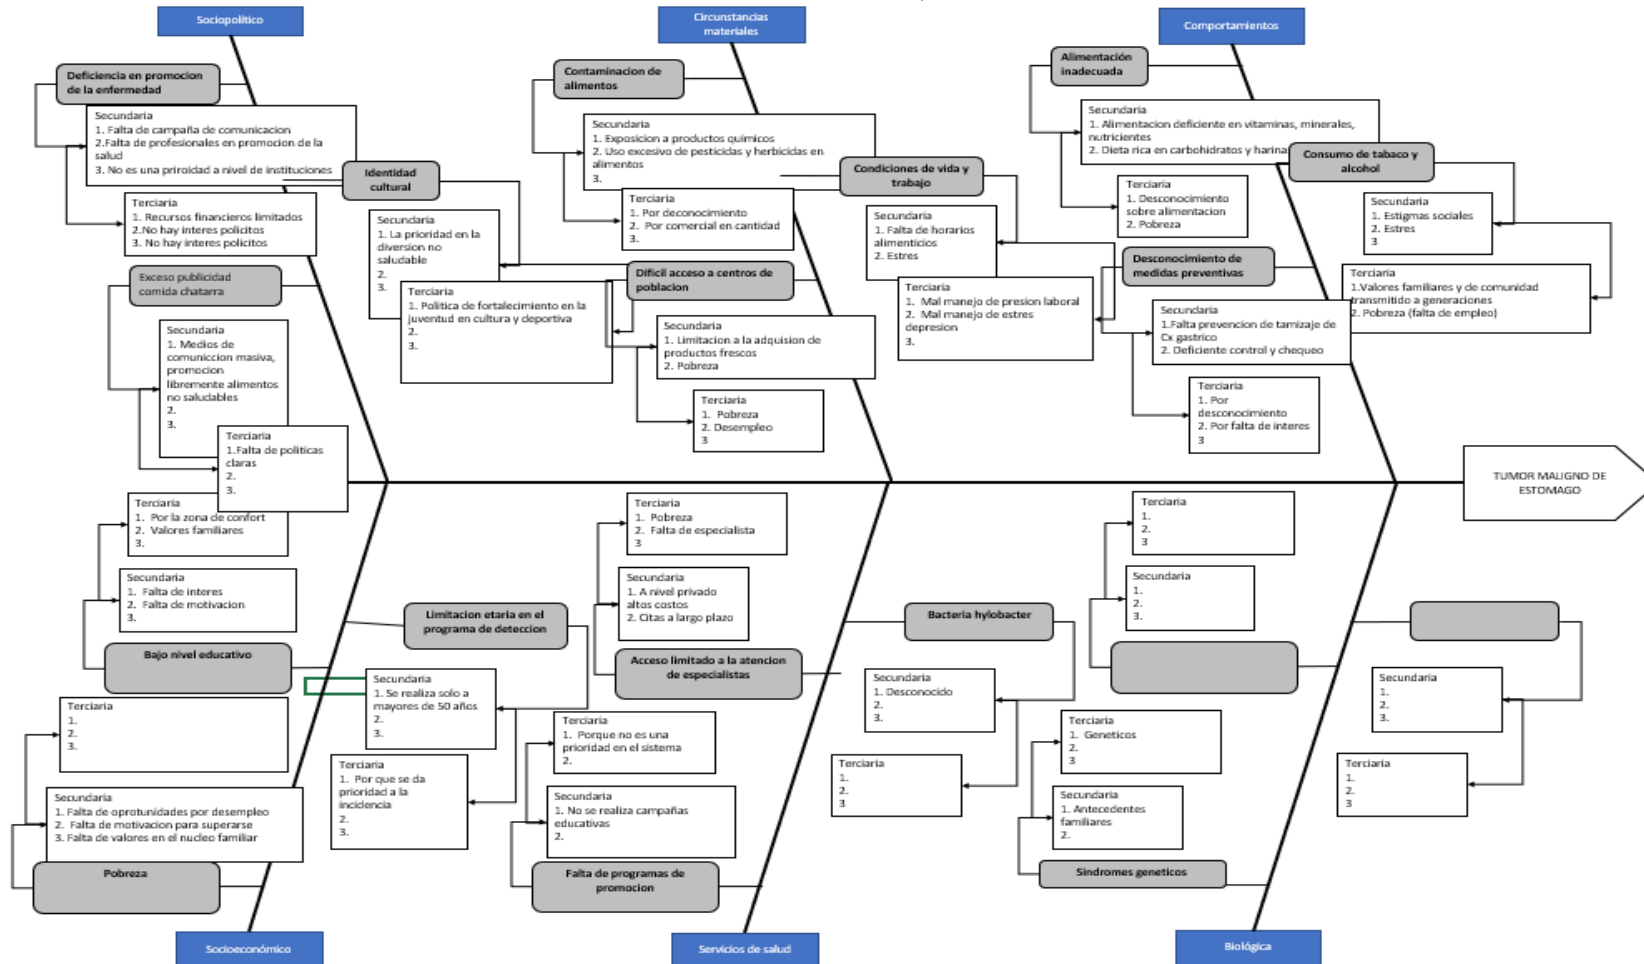 Sociopolítico
Circunstancias
materiales
Comportamientos
Deficiencia en promocion
de la enfermedad
Secundaria
1. Falta de campaña de comunicacion
2.Falta de profesionales en promocion de la
salud
3. No es una priroidad a nivel de instituciones
Terciaria
1. Recursos financieros limitados
2.No hay interes policitos
3. No hay interes policitos
Identidad
cultural
Secundaria
1. La prioridad en la
diversion no
saludable
2.
3.
Terciaria
1. Politica de fortalecimiento en la
juventud en cultura y deportiva
2.
3.
Exceso publicidad
comida chatarra
Secundaria
1. Medios de
comuniccion masiva,
promocion
libremente alimentos
no saludables
2.
3.
Terciaria
1.Falta de politicas
claras
2.
3.
Contaminacion de
alimentos
Secundaria
1. Exposicion a productos quimicos
2. Uso excesivo de pesticidas y herbicidas en
alimentos
3.
Terciaria
1. Por deconocimiento
2. Por comercial en cantidad
3.
Condiciones de vida y
trabajo
Secundaria
1. Falta de horarios
alimenticios
2. Estres
Terciaria
1. Mal manejo de presion laboral
2. Mal manejo de estres
depresion
3.
Dificil acceso a centros de
poblacion
Secundaria
1. Limitacion a la adquision de
productos frescos
2. Pobreza
Terciaria
1. Pobreza
2. Desempleo
3
Alimentación
inadecuada
Secundaria
1. Alimentacion deficiente en vitaminas, minerales,
nutricientes
2. Dieta rica en carbohidratos y harina
Terciaria
1. Desconocimiento
sobre alimentacion
2. Pobreza
Consumo de tabaco y
alcohol
Secundaria
1. Estigmas sociales
2. Estres
3
Terciaria
1.Valores familiares y de comunidad
transmitido a generaciones
2. Pobreza (falta de empleo)
Desconocimiento de
medidas preventivas
Secundaria
1.Falta prevencion de tamizaje de
Cx gastrico
2. Deficiente control y chequeo
Terciaria
1. Por
desconocimiento
2. Por falta de interes
3
TUMOR MALIGNO DE
ESTOMAGO
Terciaria
1. Por la zona de confort
2. Valores familiares
3.
Secundaria
1. Falta de interes
2. Falta de motivacion
3.
Bajo nivel educativo
Terciaria
1.
2.
3.
Secundaria
1. Falta de oprotunidades por desempleo
2. Falta de motivacion para superarse
3. Falta de valores en el nucleo familiar
Pobreza
Limitacion etaria en el
programa de deteccion
Secundaria
1. Se realiza solo a
mayores de 50 años
2.
3.
Terciaria
1. Por que se da
prioridad a la
incidencia
2.
3.
Terciaria
1. Pobreza
2. Falta de especialista
3
Secundaria
1. A nivel privado
altos costos
2. Citas a largo plazo
Acceso limitado a la atencion
de especialistas
Terciaria
1. Porque no es una
prioridad en el sistema
2.
Secundaria
1. No se realiza campañas
educativas
2.
Falta de programas de
promocion
Bacteria hylobacter
Secundaria
1. Desconocido
2.
3.
Terciaria
1.
2.
3
Terciaria
1.
2.
3
Secundaria
1.
2.
3.
Terciaria
1. Geneticos
2.
3
Secundaria
1. Antecedentes
familiares
2.
Sindromes geneticos
Secundaria
1.
2.
3.
Terciaria
1.
2.
3
Socioeconómico
Servicios de salud
Biológica